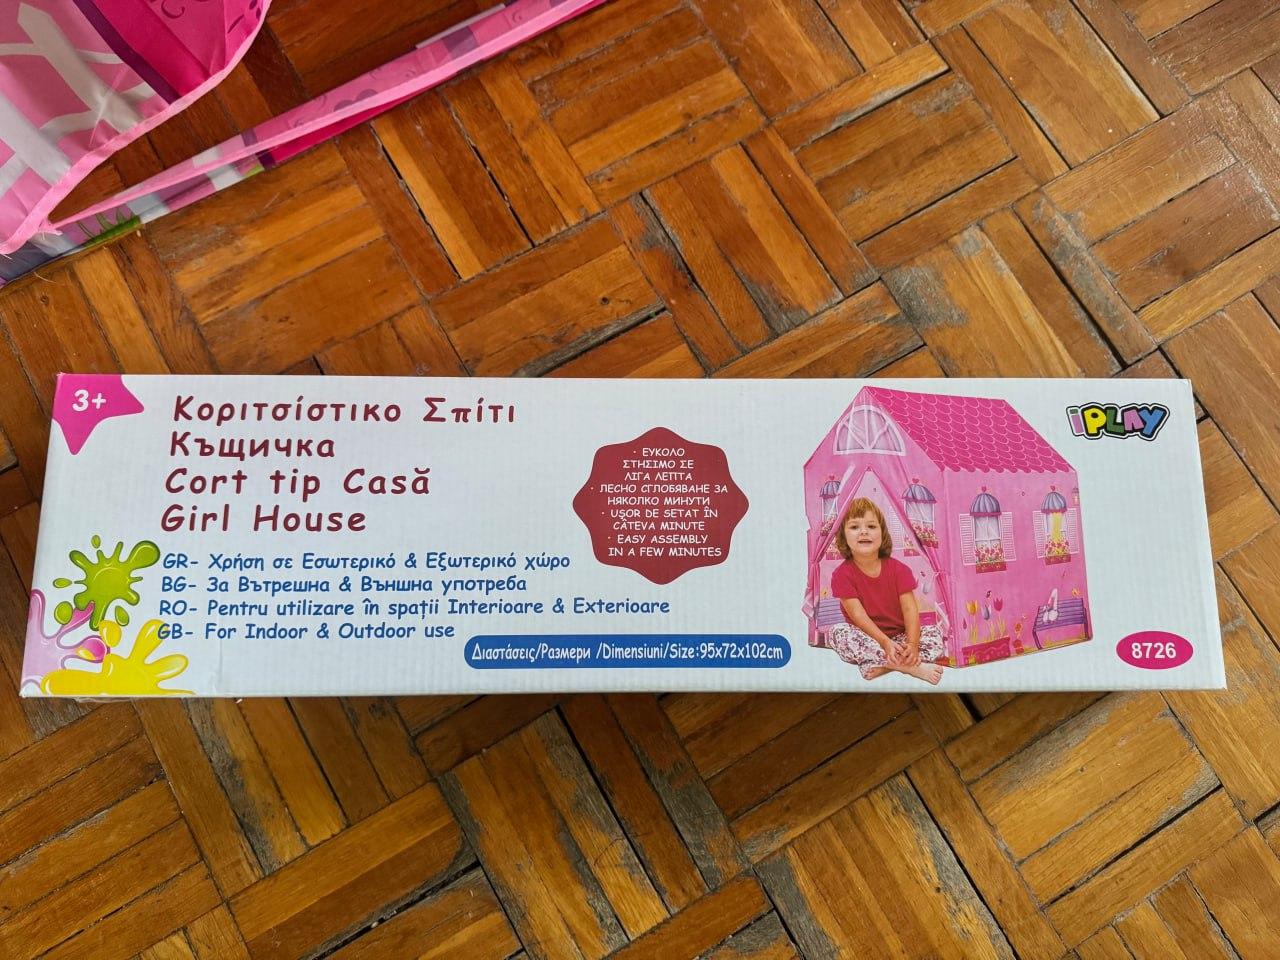 3+
Κοριτσίστικο Σπίτι
Къщичка
Cort tip Casă
Girl House
GR- Χρήση σε Εσωτερικό & Εξωτερικό χώρο
BG- За Вътрешна & Външна употреба
RO- Pentru utilizare în spații Interioare & Exterioare
GB- For Indoor & Outdoor use
· ΕΥΚΟΛΟ
ΣΤΗΣΙΜΟ ΣΕ
ΛΙΓΑ ΛΕΠΤΑ
· ЛЕСНО СГЛОБЯВАНЕ ЗА
НЯКОЛКО МИНУТИ
· UȘOR DE SETAT ÎN
CÂTEVA MINUTE
· EASY ASSEMBLY
IN A FEW MINUTES
Διαστάσεις/Размери /Dimensiuni/Size:95x72x102cm
iPLAY
8726